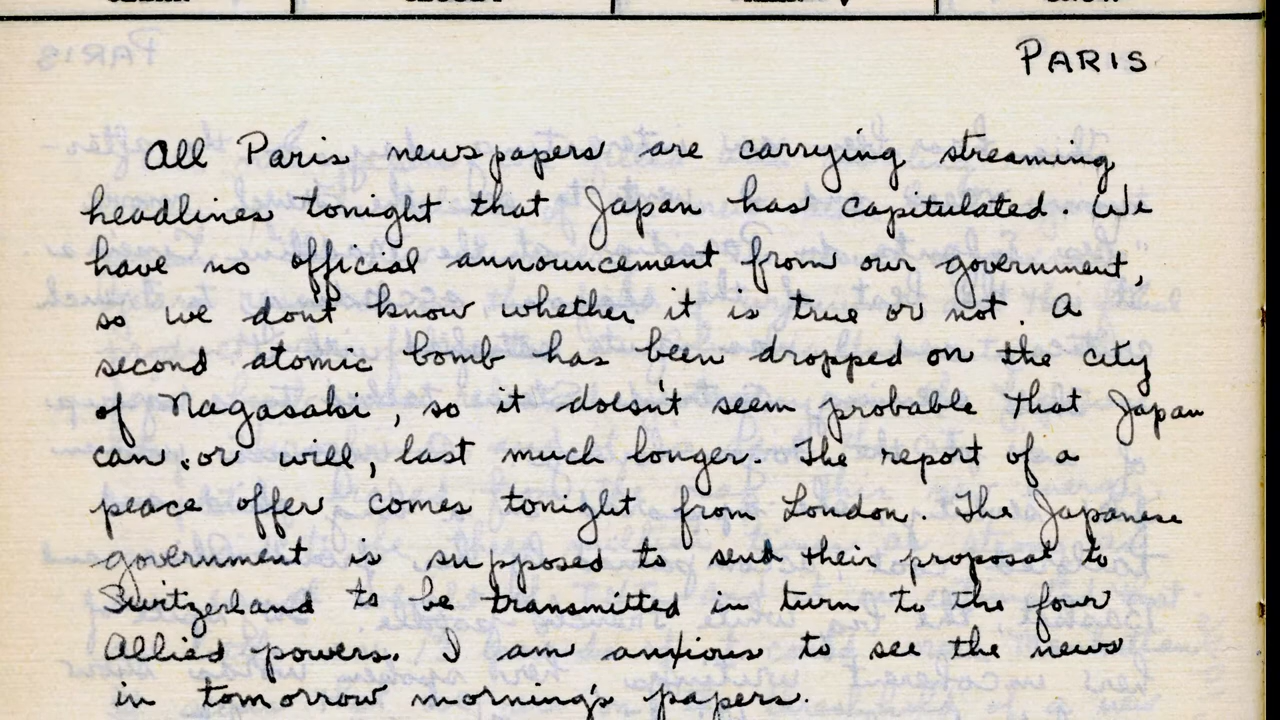 PARIS
All Paris newspapers are carrying streaming
headlines tonight that Japan has capitulated. We
have no official announcement from our government,
so we don't know whether it is true or not. A
second atomic bomb has been dropped on the city
of Nagasaki, so it doesn't seem probable that Japan
can, or will, last much longer. The report of a
peace offer comes tonight from London. The Japanese
government is supposed to send their proposal to
Switzerland to be transmitted in turn to the four
Allied powers. I am anxious to see the news
in tomorrow morning's papers.